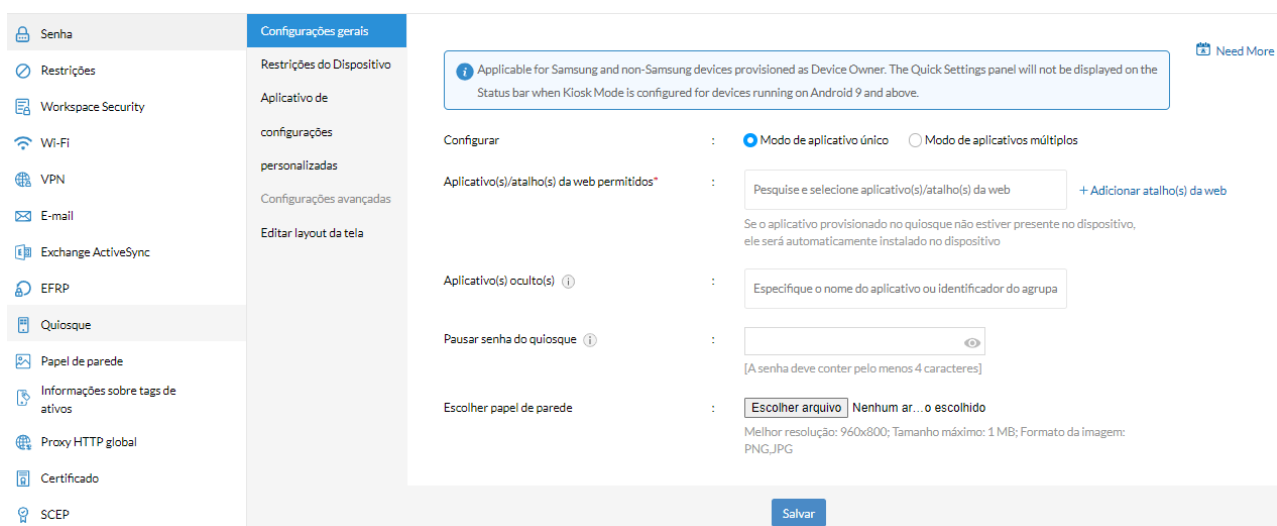 Senha
Restrições
Workspace Security
Wi-Fi
VPN
E-mail
Exchange ActiveSync
EFRP
Quiosque
Papel de parede
Informações sobre tags de
ativos
Proxy HTTP global
Certificado
SCEP
Configurações gerais
Restrições do Dispositivo
Aplicativo de
configurações
personalizadas
Configurações avançadas
Editar layout da tela
Need More
Applicable for Samsung and non-Samsung devices provisioned as Device Owner. The Quick Settings panel will not be displayed on the
Status bar when Kiosk Mode is configured for devices running on Android 9 and above.
Configurar : Modo de aplicativo único Modo de aplicativos múltiplos
Aplicativo(s)/atalho(s) da web permitidos* : Pesquise e selecione aplicativo(s)/atalho(s) da web + Adicionar atalho(s) da web
Se o aplicativo provisionado no quiosque não estiver presente no dispositivo,
ele será automaticamente instalado no dispositivo
Aplicativo(s) oculto(s) : Especifique o nome do aplicativo ou identificador do agrupa
Pausar senha do quiosque :
[A senha deve conter pelo menos 4 caracteres]
Escolher papel de parede : Escolher arquivo Nenhum ar...o escolhido
Melhor resolução: 960x800; Tamanho máximo: 1 MB; Formato da imagem:
PNG,JPG
Salvar